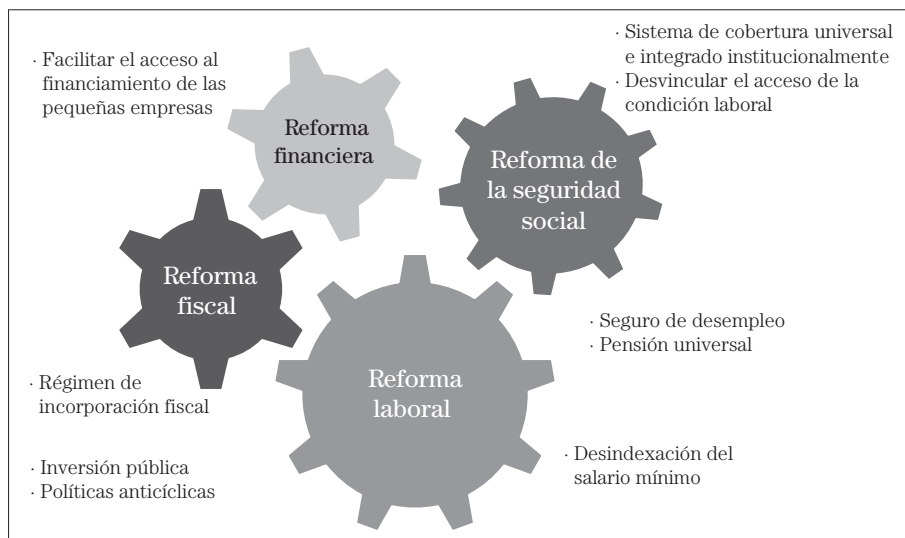 · Facilitar el acceso al
financiamiento de las
pequeñas empresas
· Sistema de cobertura universal
e integrado institucionalmente
· Desvincular el acceso de la
condición laboral
Reforma
financiera
Reforma de
la seguridad
social
Reforma
fiscal
· Seguro de desempleo
· Pensión universal
Reforma
laboral
· Régimen de
incorporación fiscal
· Inversión pública
· Políticas anticíclicas
· Desindexación del
salario mínimo